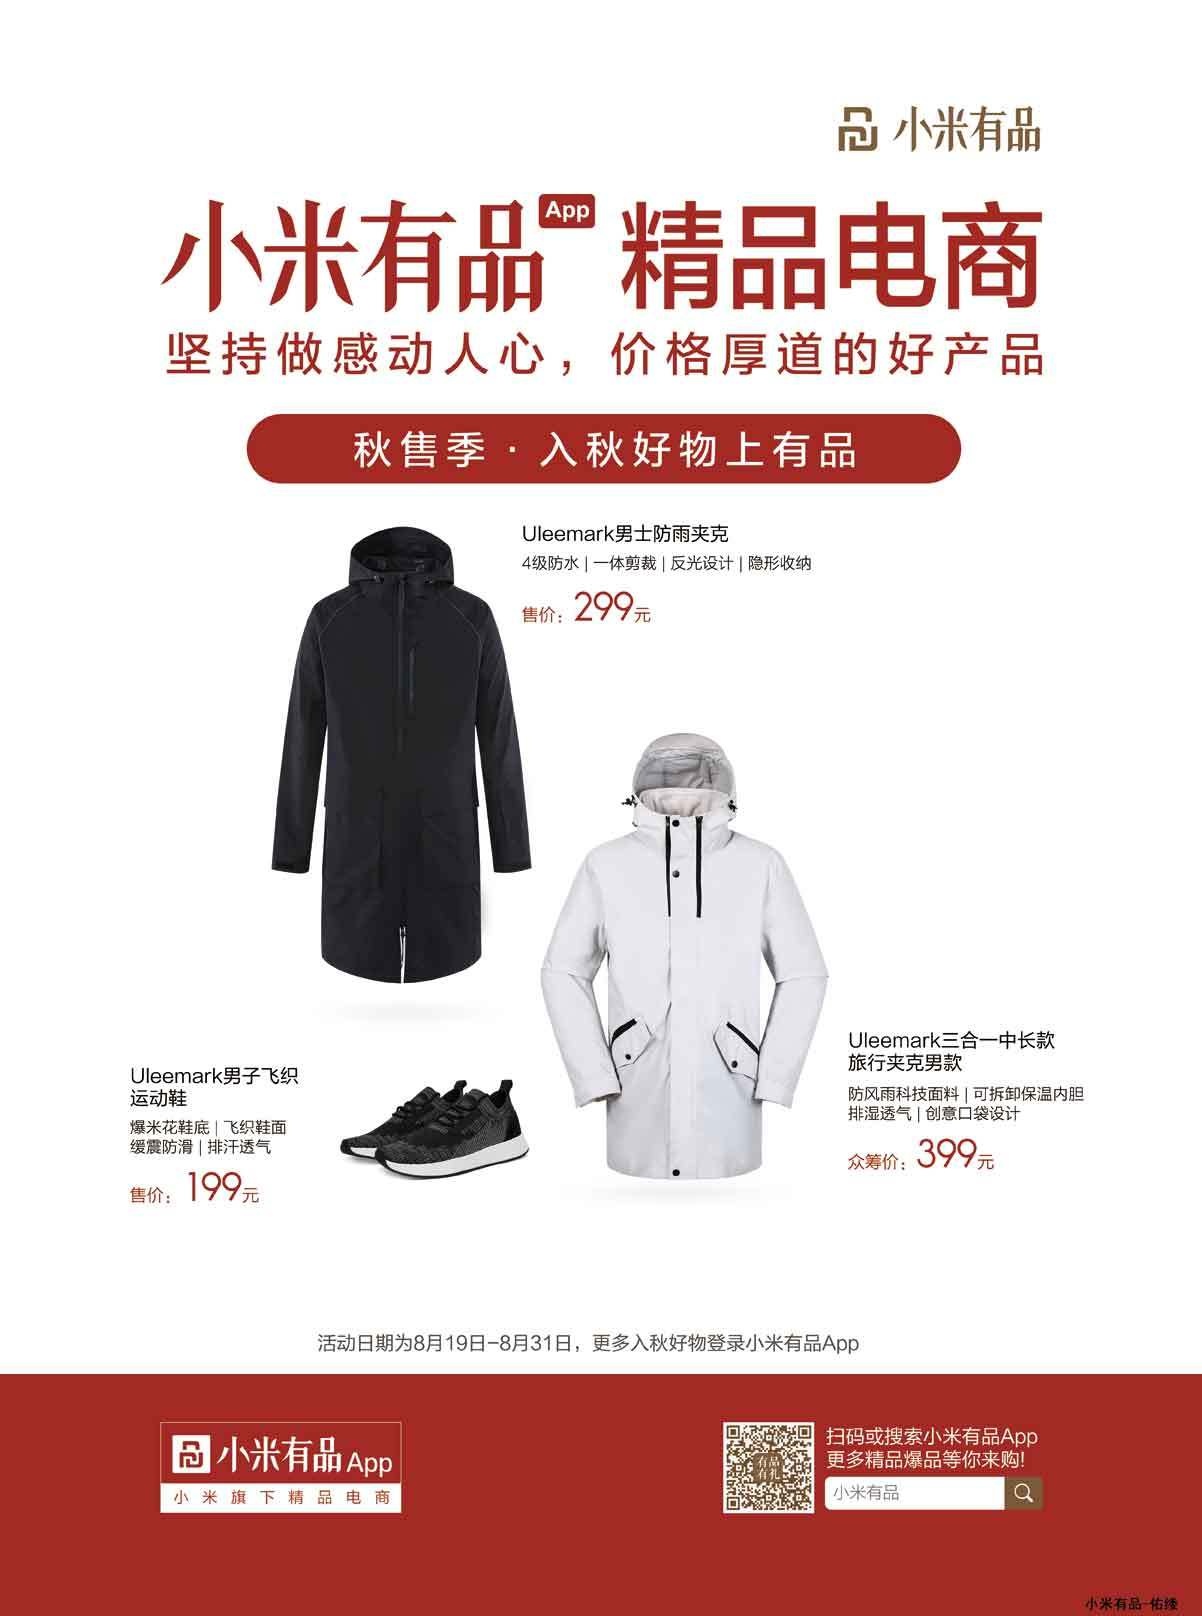 小米有品
小米有品 App 精品电商
坚持做感动人心，价格厚道的好产品
秋售季·入秋好物上有品
Uleemark男士防雨夹克
4级防水 | 一体剪裁 | 反光设计 | 隐形收纳
售价：299元
Uleemark三合一中长款
旅行夹克男款
防风雨科技面料 | 可拆卸保温内胆
排湿透气 | 创意口袋设计
众筹价：399元
Uleemark男子飞织
运动鞋
爆米花鞋底 | 飞织鞋面
缓震防滑 | 排汗透气
售价：199元
活动日期为8月19日-8月31日，更多入秋好物登录小米有品App
小米有品 App
小米旗下精品电商
有品
有礼
扫码或搜索小米有品App
更多精品爆品等你来购!
小米有品
小米有品-佑缘